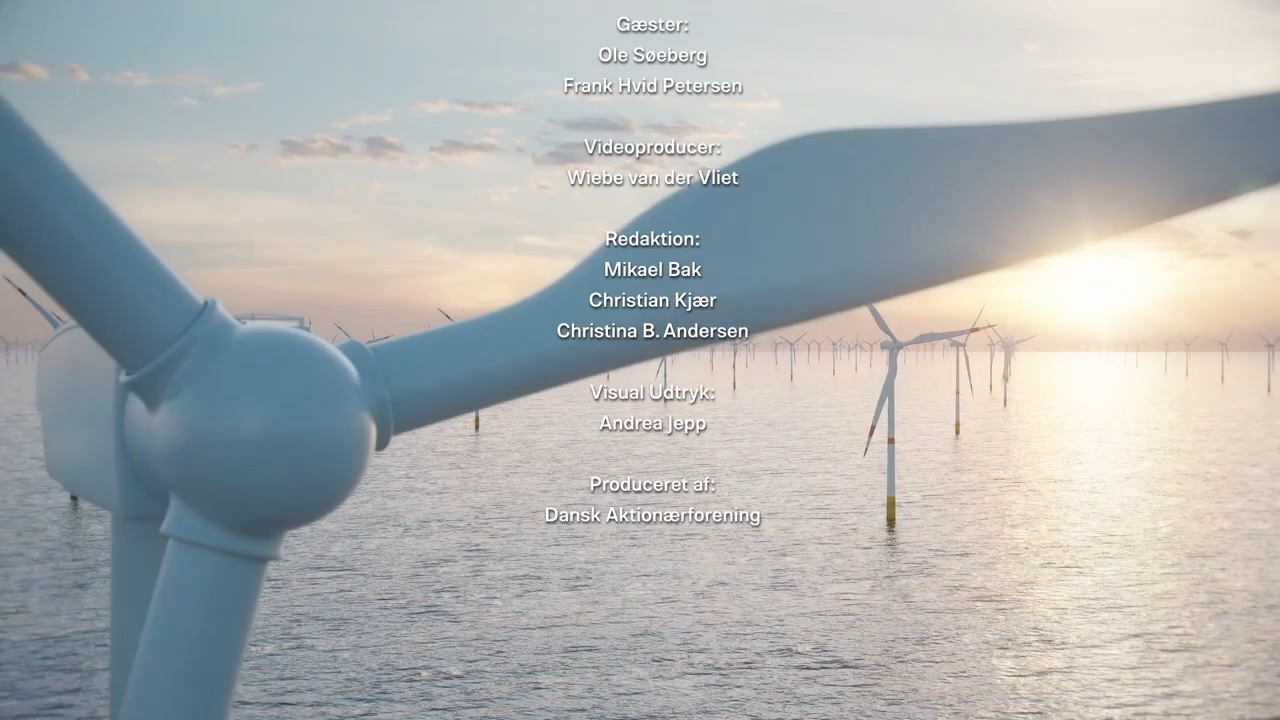 Gæster:
Ole Søeberg
Frank Hvid Petersen
Videoproducer:
Wiebe van der Vliet
Redaktion:
Mikael Bak
Christian Kjær
Christina B. Andersen
Visual Udtryk:
Andrea Jepp
Produceret af:
Dansk Aktionærforening